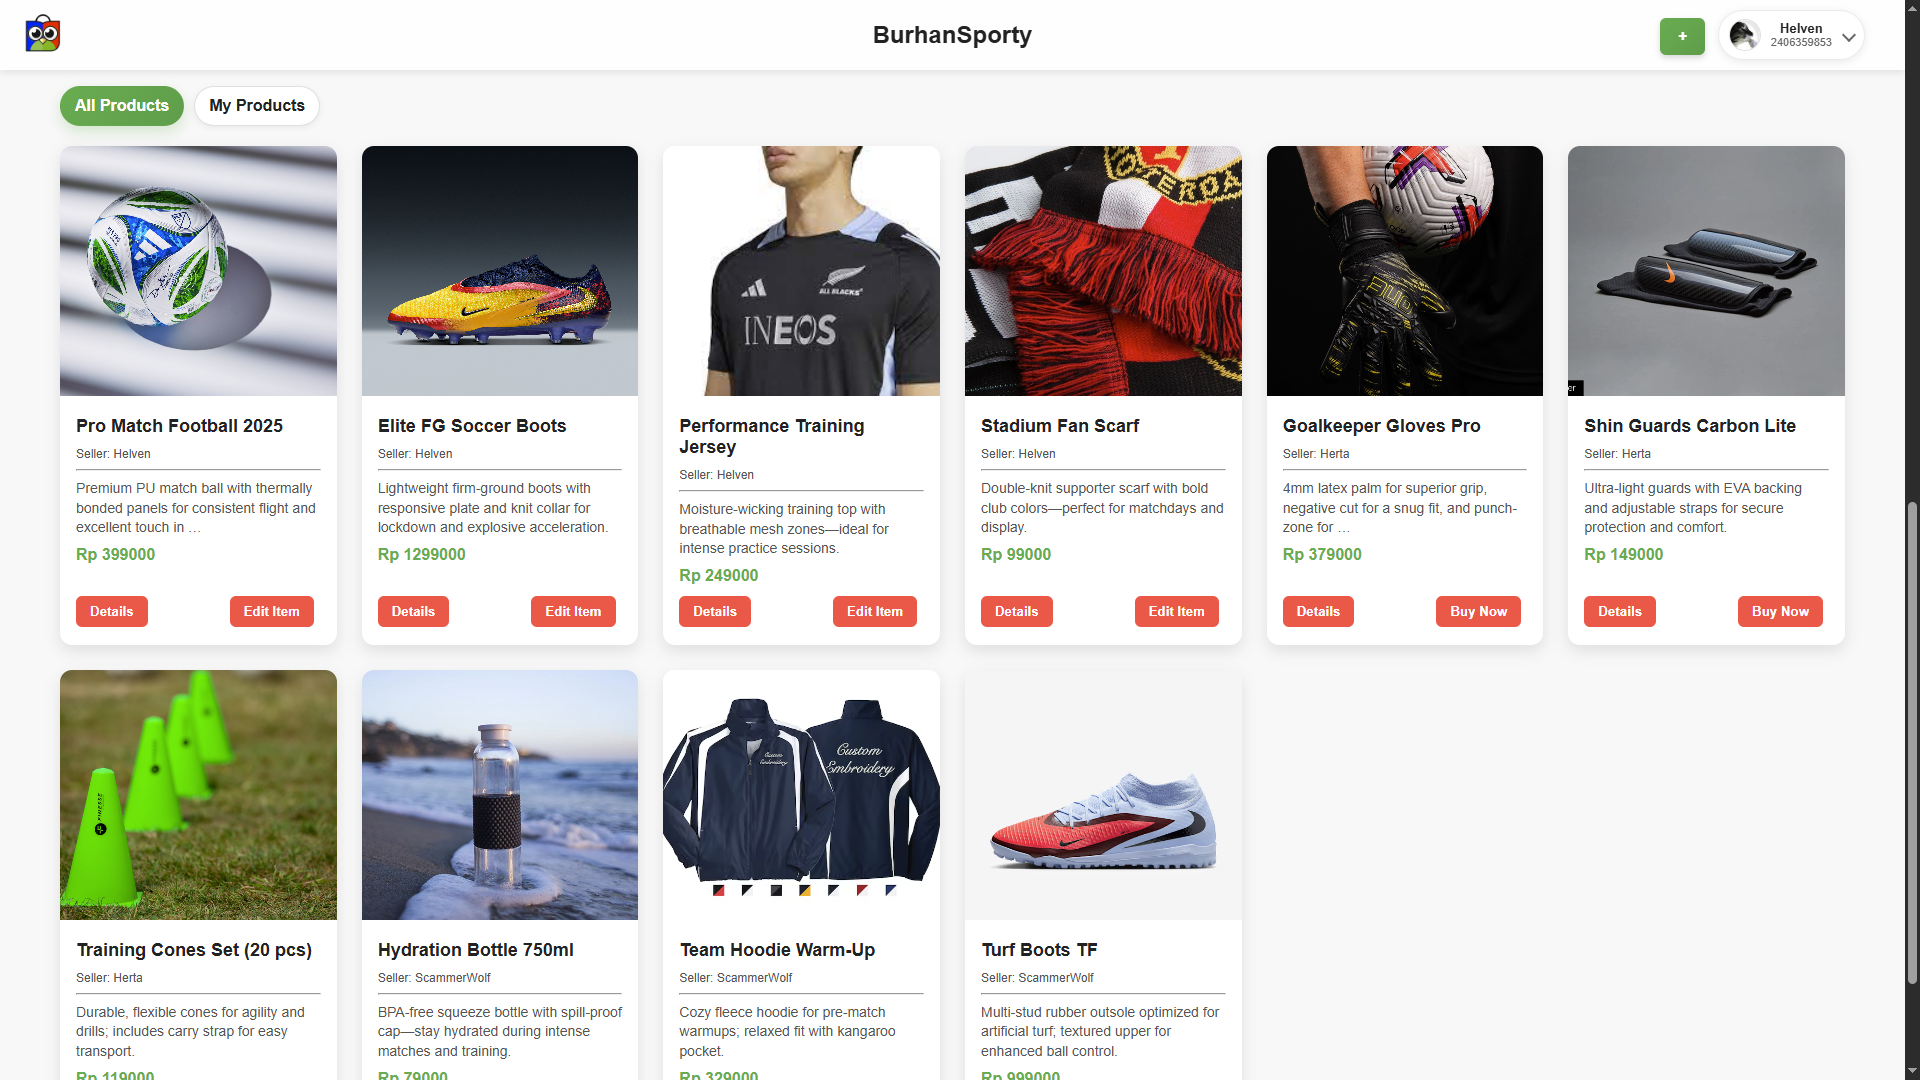 BurhanSporty
+
Helven
2406359853
All Products
My Products
ALL BLACKS
INEOS
er
Pro Match Football 2025
Seller: Helven
Premium PU match ball with thermally
bonded panels for consistent flight and
excellent touch in …
Rp 399000
Details
Edit Item
Elite FG Soccer Boots
Seller: Helven
Lightweight firm-ground boots with
responsive plate and knit collar for
lockdown and explosive acceleration.
Rp 1299000
Details
Edit Item
Performance Training
Jersey
Seller: Helven
Moisture-wicking training top with
breathable mesh zones—ideal for
intense practice sessions.
Rp 249000
Details
Edit Item
Stadium Fan Scarf
Seller: Helven
Double-knit supporter scarf with bold
club colors—perfect for matchdays and
display.
Rp 99000
Details
Edit Item
Goalkeeper Gloves Pro
Seller: Herta
4mm latex palm for superior grip,
negative cut for a snug fit, and punch-
zone for …
Rp 379000
Details
Buy Now
Shin Guards Carbon Lite
Seller: Herta
Ultra-light guards with EVA backing
and adjustable straps for secure
protection and comfort.
Rp 149000
Details
Buy Now
Custom
Embroidery
Custom
Embroidery
Training Cones Set (20 pcs)
Seller: Herta
Durable, flexible cones for agility and
drills; includes carry strap for easy
transport.
Rp 119000
Hydration Bottle 750ml
Seller: ScammerWolf
BPA-free squeeze bottle with spill-proof
cap—stay hydrated during intense
matches and training.
Rp 79000
Team Hoodie Warm-Up
Seller: ScammerWolf
Cozy fleece hoodie for pre-match
warmups; relaxed fit with kangaroo
pocket.
Rp 329000
Turf Boots TF
Seller: ScammerWolf
Multi-stud rubber outsole optimized for
artificial turf; textured upper for
enhanced ball control.
Rp 999000